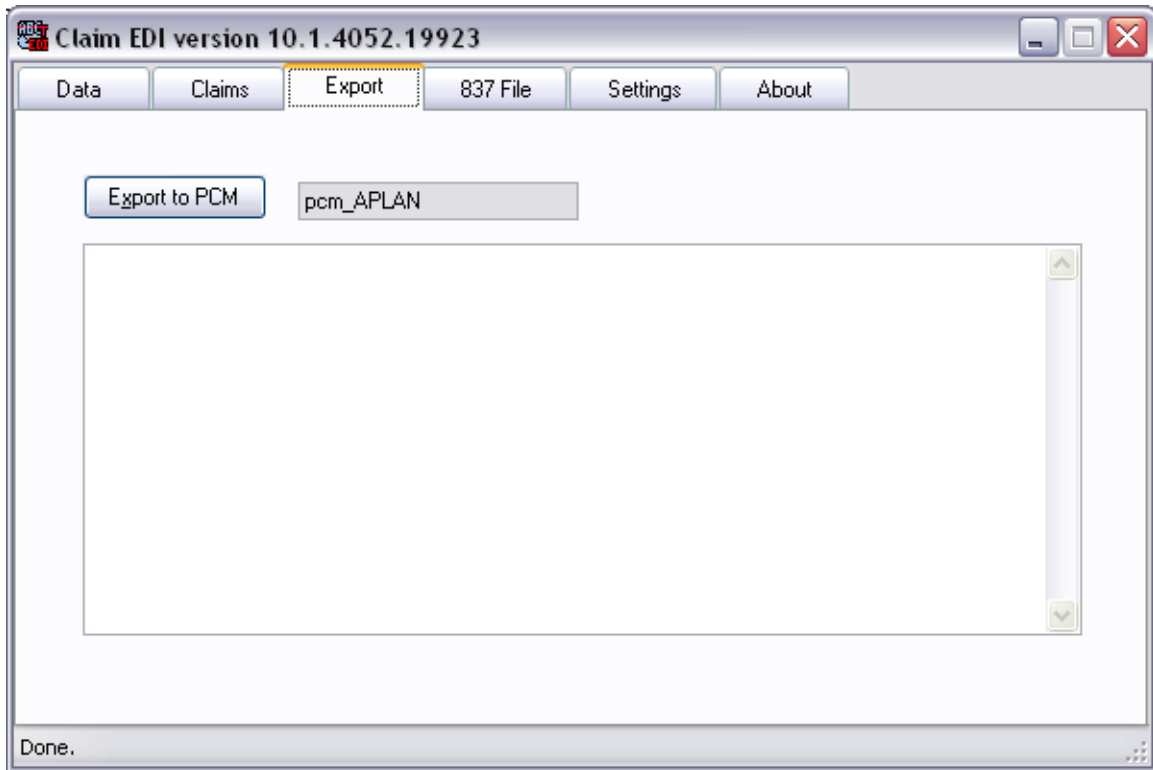 Claim EDI version 10.1.4052.19923
Data Claims Export 837 File Settings About
Export to PCM pcm_APLAN
Done.